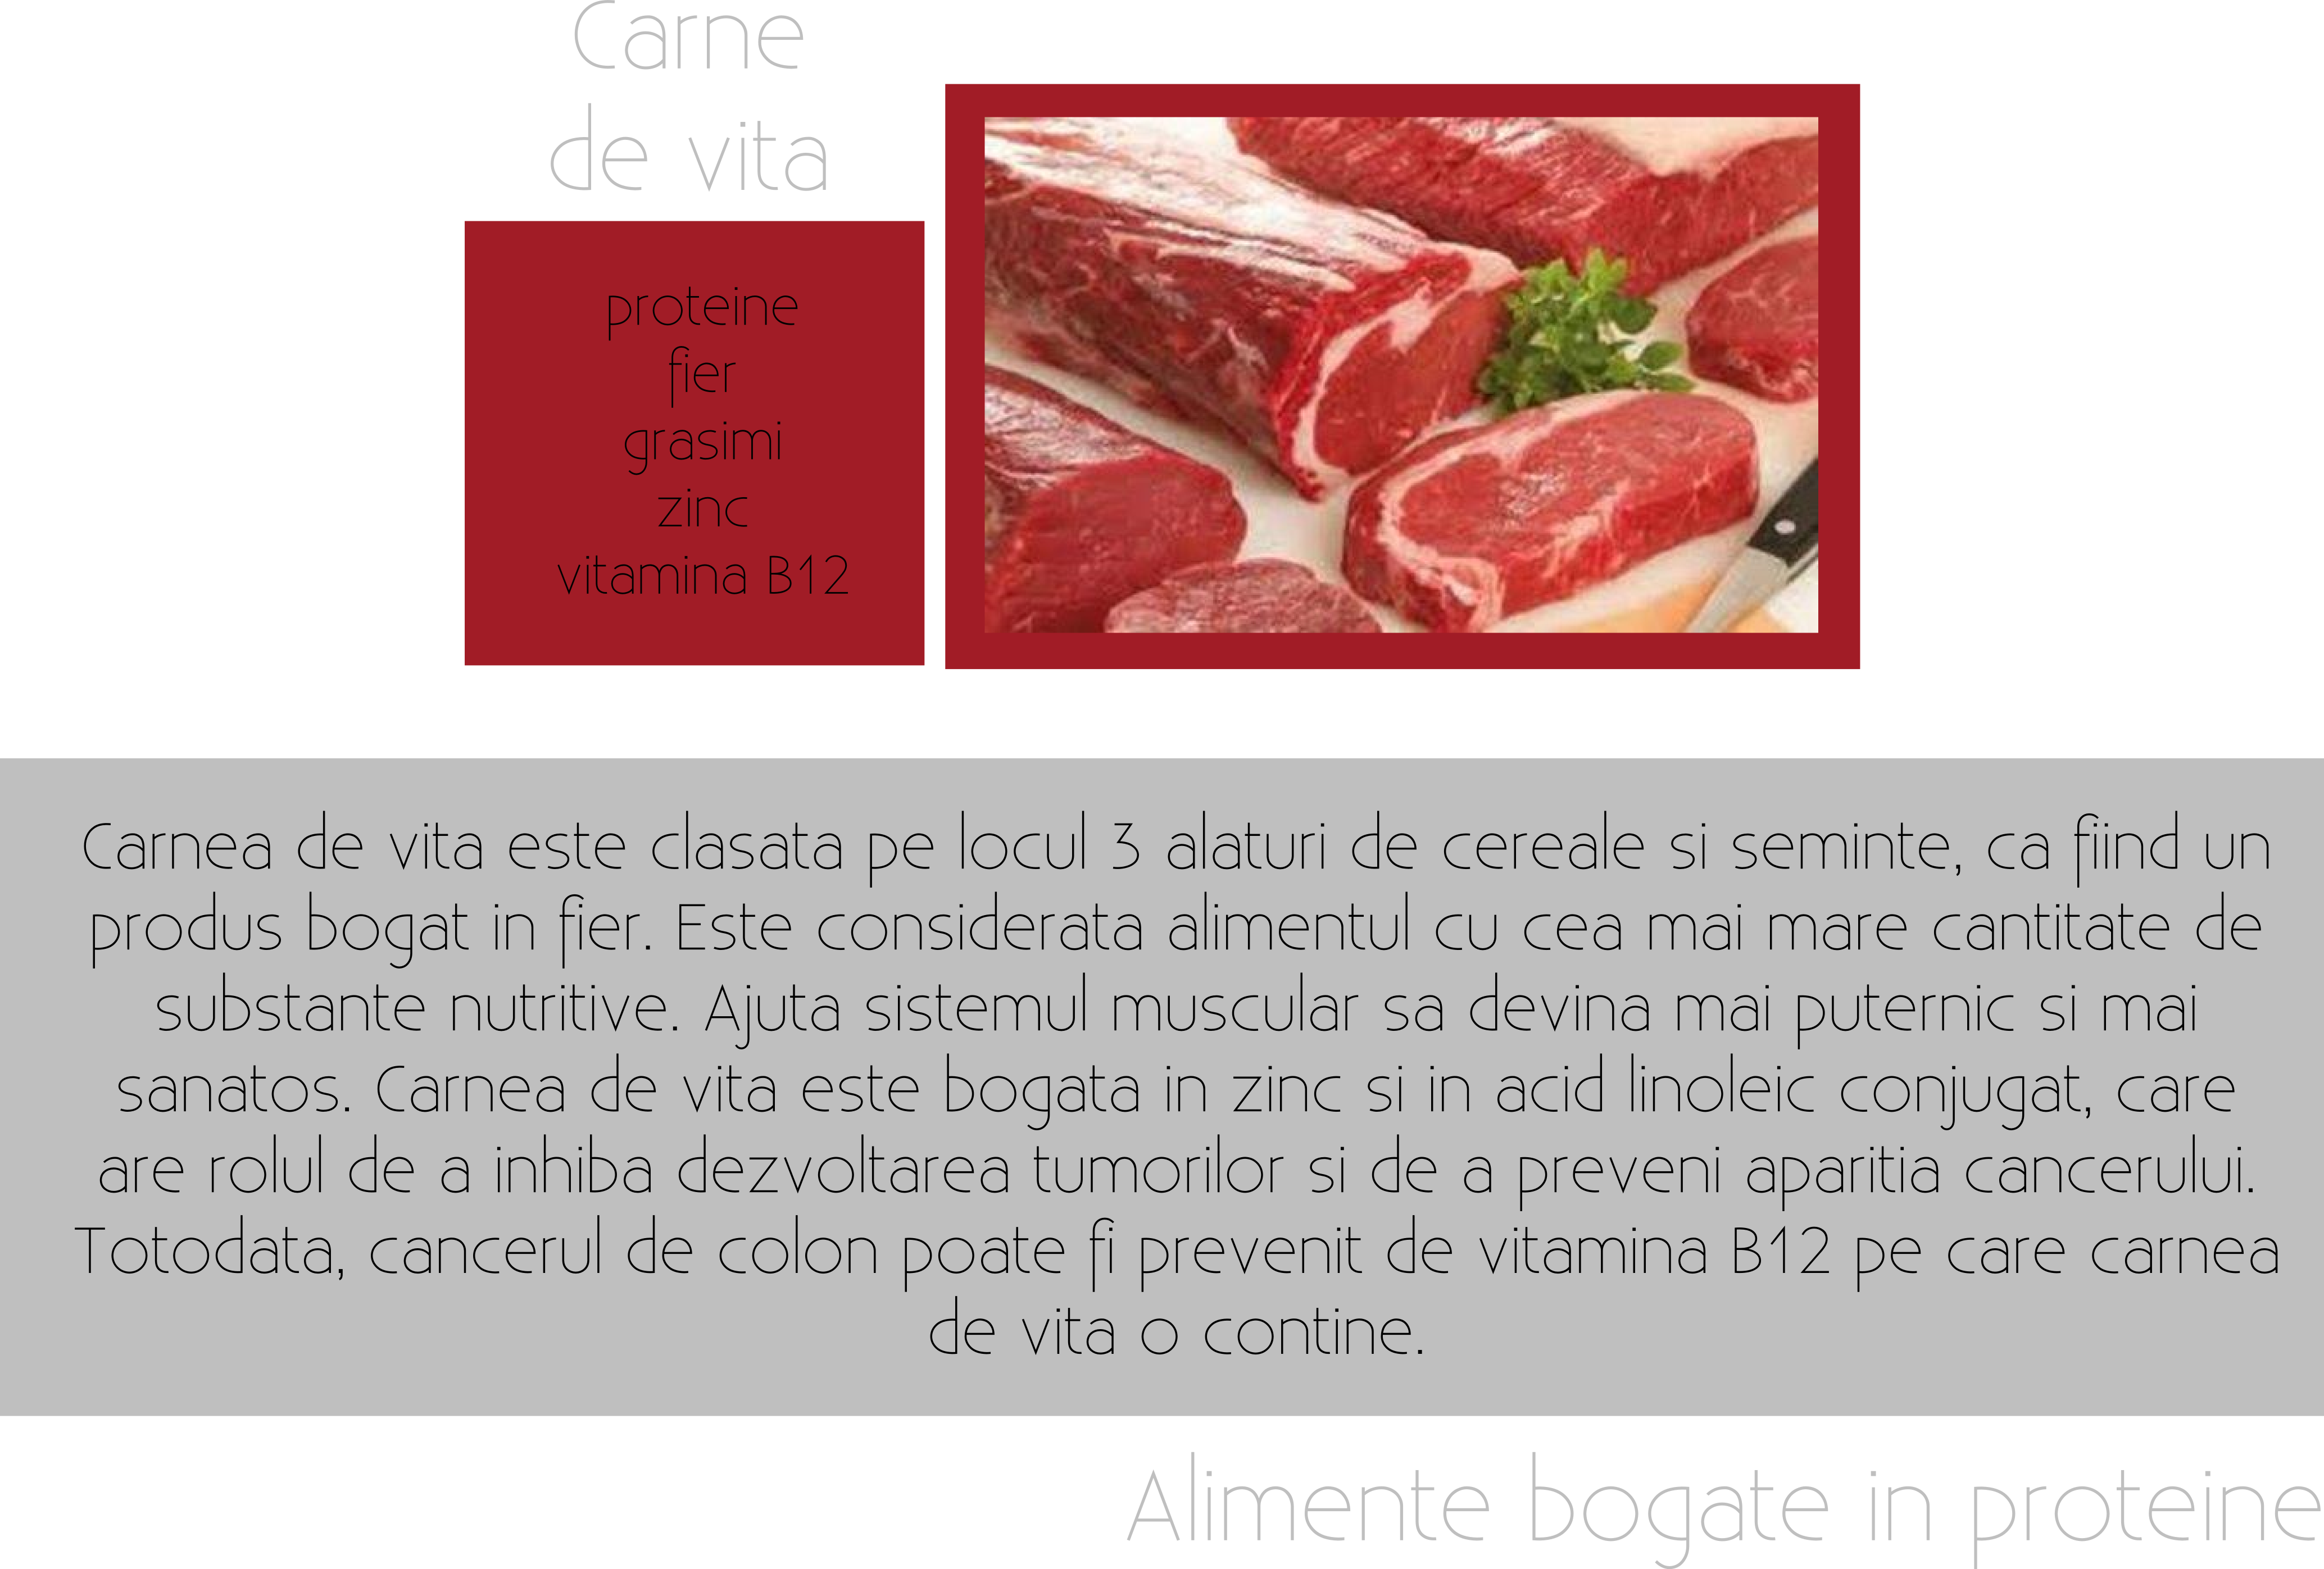 Carne
de vita
proteine
fier
grasimi
zinc
vitamina B12
Carnea de vita este clasata pe locul 3 alaturi de cereale si seminte, ca fiind un
produs bogat in fier. Este considerata alimentul cu cea mai mare cantitate de
substante nutritive. Ajuta sistemul muscular sa devina mai puternic si mai
sanatos. Carnea de vita este bogata in zinc si in acid linoleic conjugat, care
are rolul de a inhiba dezvoltarea tumorilor si de a preveni aparitia cancerului.
Totodata, cancerul de colon poate fi prevenit de vitamina B12 pe care carnea
de vita o contine.
Alimente bogate in proteine